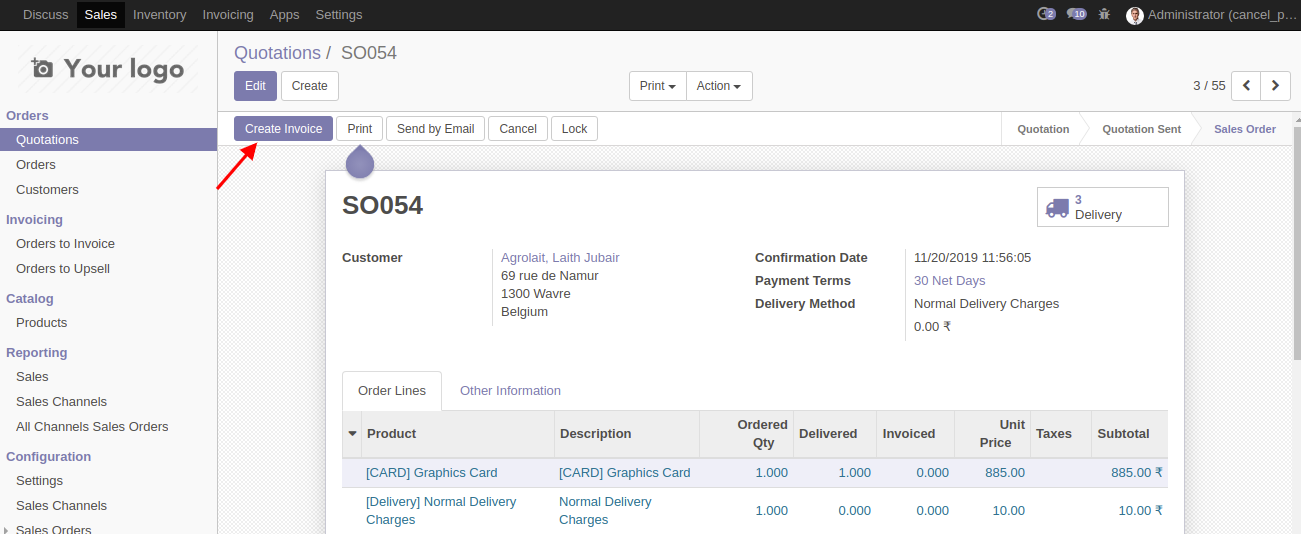 Discuss Sales Inventory Invoicing Apps Settings 2 10 Administrator (cancel_p…
Your logo
Quotations / SO054
Edit Create Print Action 3 / 55
Create Invoice Print Send by Email Cancel Lock Quotation Quotation Sent Sales Order
Orders
Quotations
Orders
Customers
Invoicing
Orders to Invoice
Orders to Upsell
Catalog
Products
Reporting
Sales
Sales Channels
All Channels Sales Orders
Configuration
Settings
Sales Channels
Sales Orders
SO054
3
Delivery
Customer
Agrolait, Laith Jubair
69 rue de Namur
1300 Wavre
Belgium
Confirmation Date 11/20/2019 11:56:05
Payment Terms 30 Net Days
Delivery Method Normal Delivery Charges
0.00 ₹
Order Lines Other Information
Product Description Ordered Qty Delivered Invoiced Unit Price Taxes Subtotal
[CARD] Graphics Card [CARD] Graphics Card 1.000 1.000 0.000 885.00 885.00 ₹
[Delivery] Normal Delivery Charges Normal Delivery Charges 1.000 0.000 0.000 10.00 10.00 ₹